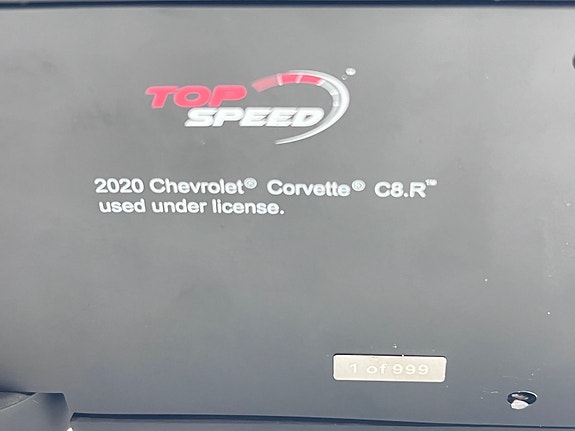 TOP
SPEED
2020 Chevrolet® Corvette® C8.R™
used under license.
1 of 999